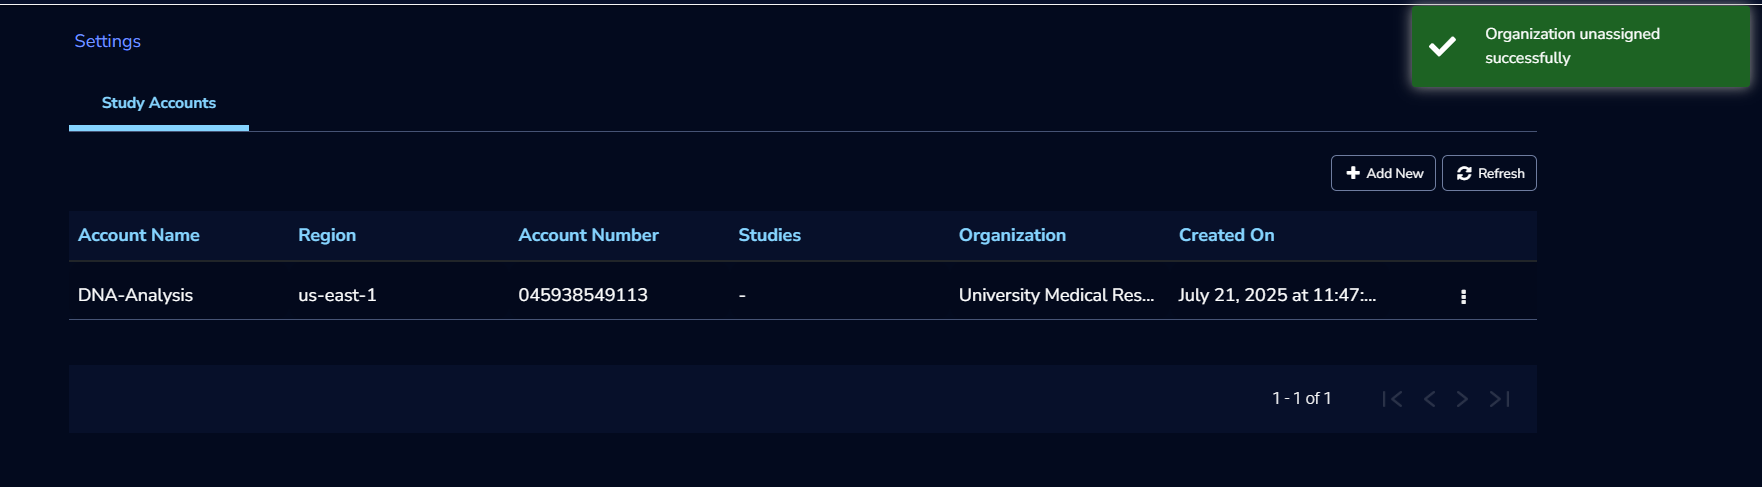 Settings
Organization unassigned
successfully
Study Accounts
Add New Refresh
Account Name Region Account Number Studies Organization Created On
DNA-Analysis us-east-1 045938549113 - University Medical Res... July 21, 2025 at 11:47:...
1 - 1 of 1